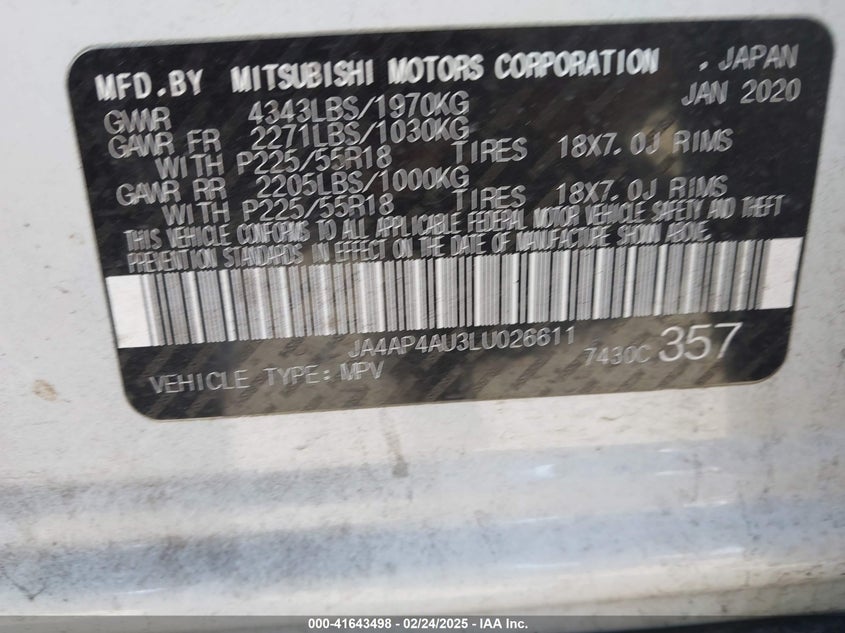 MFD.BY MITSUBISHI MOTORS CORPORATION , JAPAN
GVWR 4343LBS/1970KG JAN 2020
GAWR FR 2271LBS/1030KG
WITH P225/55R18 TIRES 18X7.0J RIMS
GAWR RR 2205LBS/1000KG
WITH P225/55R18 TIRES 18X7.0J RIMS
THIS VEHICLE CONFORMS TO ALL APPLICABLE FEDERAL MOTOR VEHICLE SAFETY AND THEFT
PREVENTION STANDARDS IN EFFECT ON THE DATE OF MANUFACTURE SHOWN ABOVE.
JA4AP4AU3LU026611
7430C 357
VEHICLE TYPE: MPV
000-41643498 - 02/24/2025 - IAA Inc.